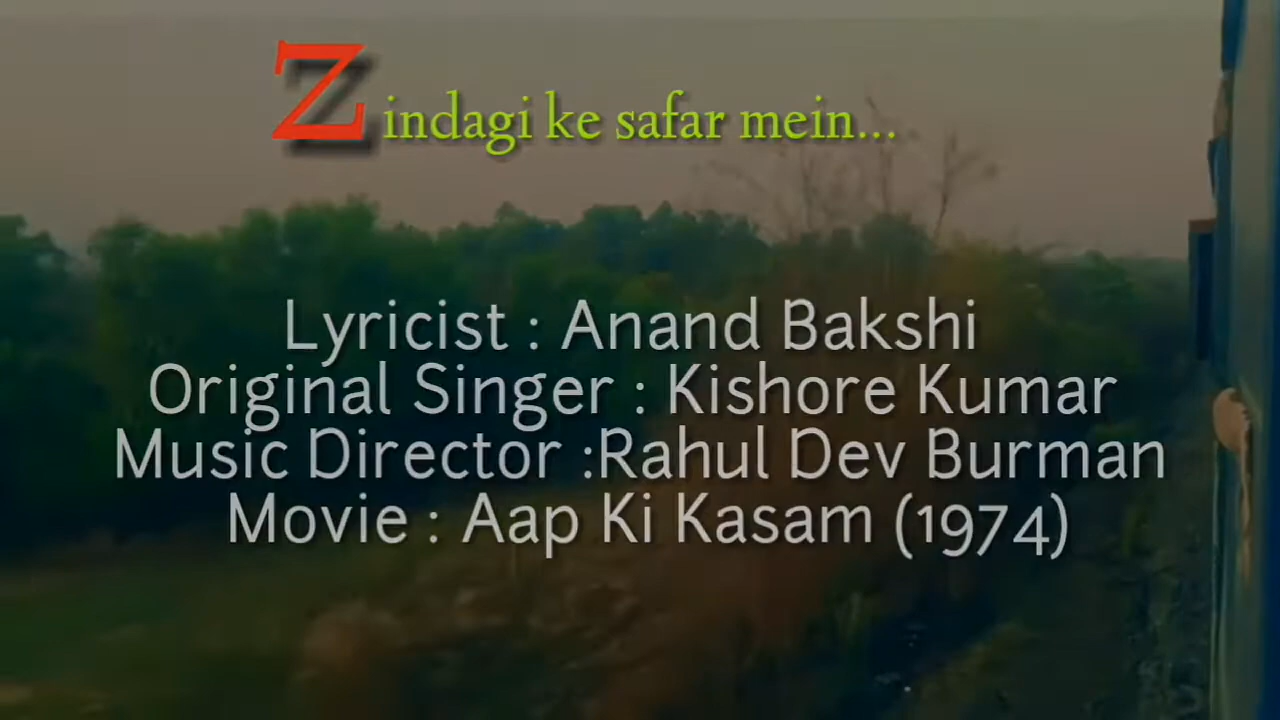 Zindagi ke safar mein...
Lyricist : Anand Bakshi
Original Singer : Kishore Kumar
Music Director :Rahul Dev Burman
Movie : Aap Ki Kasam (1974)